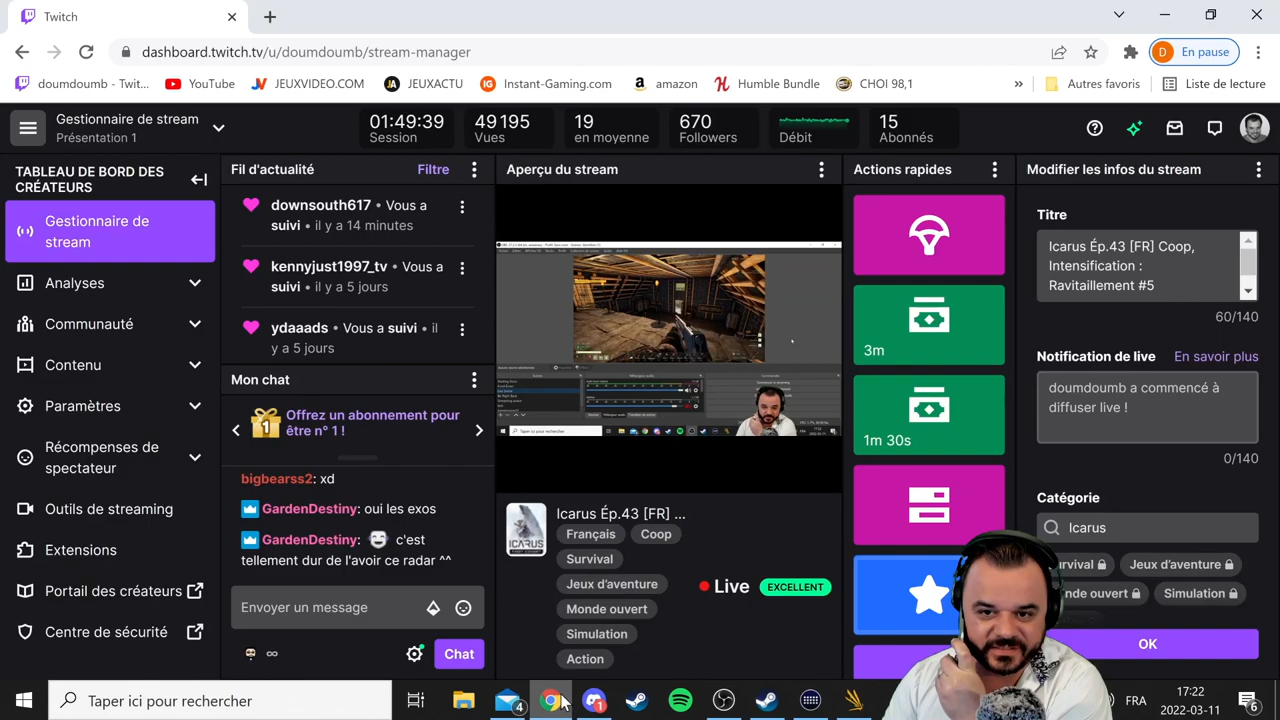 Twitch
dashboard.twitch.tv/u/doumdoumb/stream-manager
D
En pause
doumdoumb - Twit...
YouTube
JEUXVIDEO.COM
JEUXACTU
Instant-Gaming.com
amazon
Humble Bundle
CHOI 98,1
»
Autres favoris
Liste de lecture
Gestionnaire de stream
Présentation 1
01:49:39
Session
49 195
Vues
19
en moyenne
670
Followers
Débit
15
Abonnés
TABLEAU DE BORD DES
CRÉATEURS
Gestionnaire de
stream
Analyses
Communauté
Contenu
Paramètres
Récompenses de
spectateur
Outils de streaming
Extensions
Portail des créateurs
Centre de sécurité
Fil d'actualité
Filtre
downsouth617 • Vous a
suivi • il y a 14 minutes
kennyjust1997_tv • Vous a
suivi • il y a 5 jours
ydaaads • Vous a suivi • il
y a 5 jours
Mon chat
1
Offrez un abonnement pour
être n° 1 !
bigbearss2: xd
GardenDestiny: oui les exos
GardenDestiny: c'est
tellement dur de l'avoir ce radar ^^
Envoyer un message
∞
Chat
Aperçu du stream
Icarus Ép.43 [FR] ...
Français
Coop
Survival
Jeux d'aventure
Monde ouvert
Simulation
Action
Live
EXCELLENT
Actions rapides
3m
1m 30s
Modifier les infos du stream
Titre
Icarus Ép.43 [FR] Coop,
Intensification :
Ravitaillement #5
60/140
Notification de live
En savoir plus
doumdoumb a commencé à
diffuser live !
0/140
Catégorie
Icarus
Jeux d'aventure
Simulation
OK
Taper ici pour rechercher
4
1
FRA
17:22
2022-03-11
6